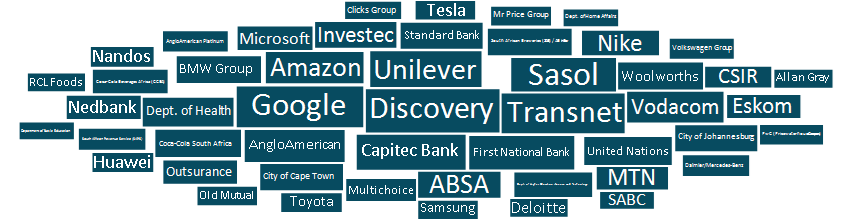 Clicks Group
Tesla
Mr Price Group
Dept. of Home Affairs
AngloAmerican Platinum
Microsoft
Investec
Standard Bank
Nike
Volkswagen Group
Nandos
BMW Group
Amazon
Unilever
Sasol
Woolworths
CSIR
Allan Gray
RCL Foods
Coca-Cola Beverages Africa (CCBA)
Nedbank
Dept. of Health
Google
Discovery
Transnet
Vodacom
Eskom
Coca-Cola South Africa
AngloAmerican
Capitec Bank
First National Bank
United Nations
City of Johannesburg
Huawei
Outsurance
City of Cape Town
Daimler/Mercedes-Benz
Old Mutual
Toyota
Multichoice
ABSA
MTN
SABC
Samsung
Deloitte